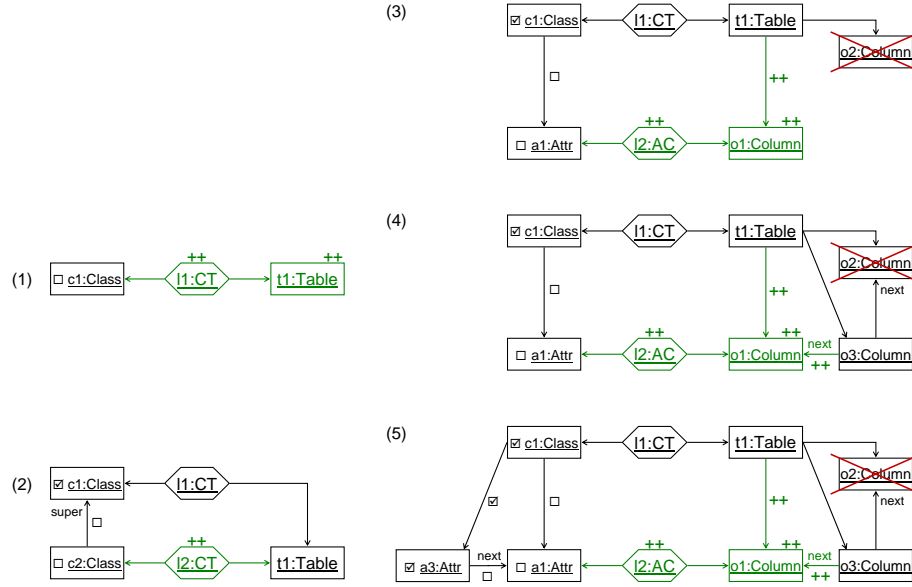 (1)
++ ++
☐ c1:Class l1:CT t1:Table
(2)
☑ c1:Class l1:CT
super ☐ ++
☐ c2:Class l2:CT t1:Table
(3)
☑ c1:Class l1:CT t1:Table
o2:Column
☐ ++
++ ++
☐ a1:Attr l2:AC o1:Column
(4)
☑ c1:Class l1:CT t1:Table
o2:Column
☐ ++ next
++ ++ next
☐ a1:Attr l2:AC o1:Column ++ o3:Column
(5)
☑ c1:Class l1:CT t1:Table
o2:Column
☑ ☐ ++ next
next ++ ++ next
☑ a3:Attr ☐ ☐ a1:Attr l2:AC o1:Column ++ o3:Column